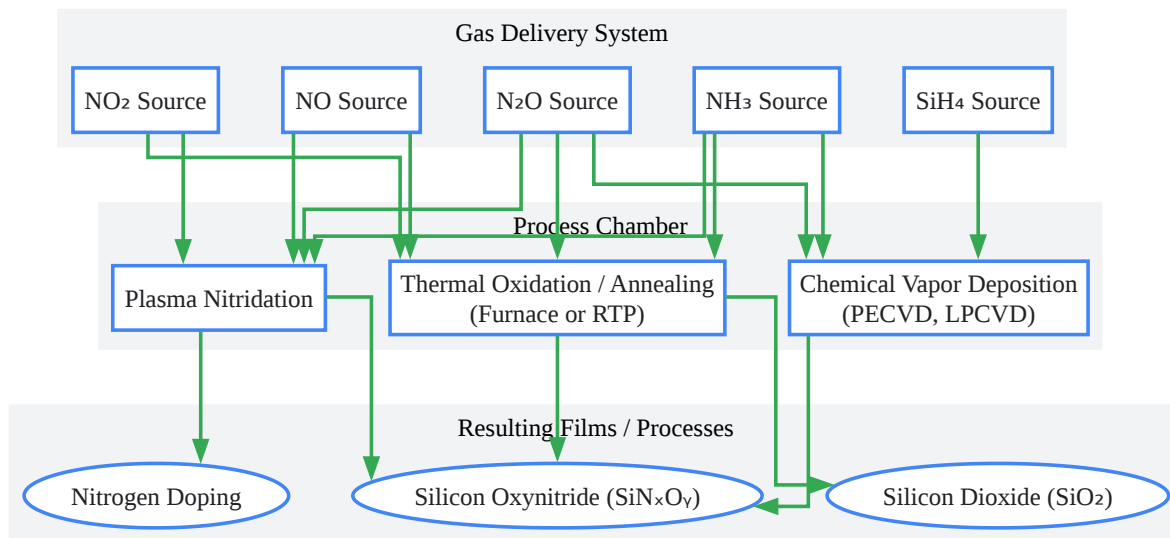 Gas Delivery System
NO₂ Source
NO Source
N₂O Source
NH₃ Source
SiH₄ Source
Process Chamber
Plasma Nitridation
Thermal Oxidation / Annealing
(Furnace or RTP)
Chemical Vapor Deposition
(PECVD, LPCVD)
Resulting Films / Processes
Nitrogen Doping
Silicon Oxynitride (SiNₓOᵧ)
Silicon Dioxide (SiO₂)